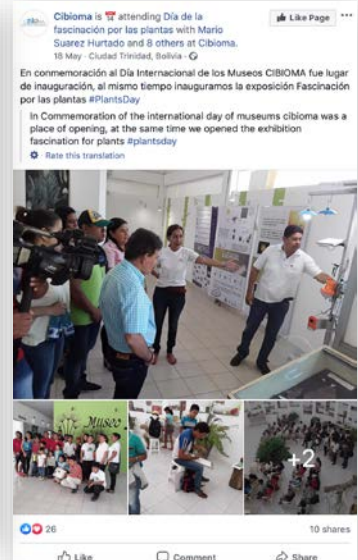 Cibioma is attending Día de la
fascinación por las plantas with Mario
Suarez Hurtado and 8 others at Cibioma.
18 May · Ciudad Trinidad, Bolivia ·
Like Page
En conmemoración al Día Internacional de los Museos CIBIOMA fue lugar
de inauguración, al mismo tiempo inauguramos la exposición Fascinación
por las plantas #PlantsDay
In Commemoration of the international day of museums cibioma was a
place of opening, at the same time we opened the exhibition
fascination for plants #plantsday
Rate this translation
Museo
+2
26
10 shares
Like
Comment
Share